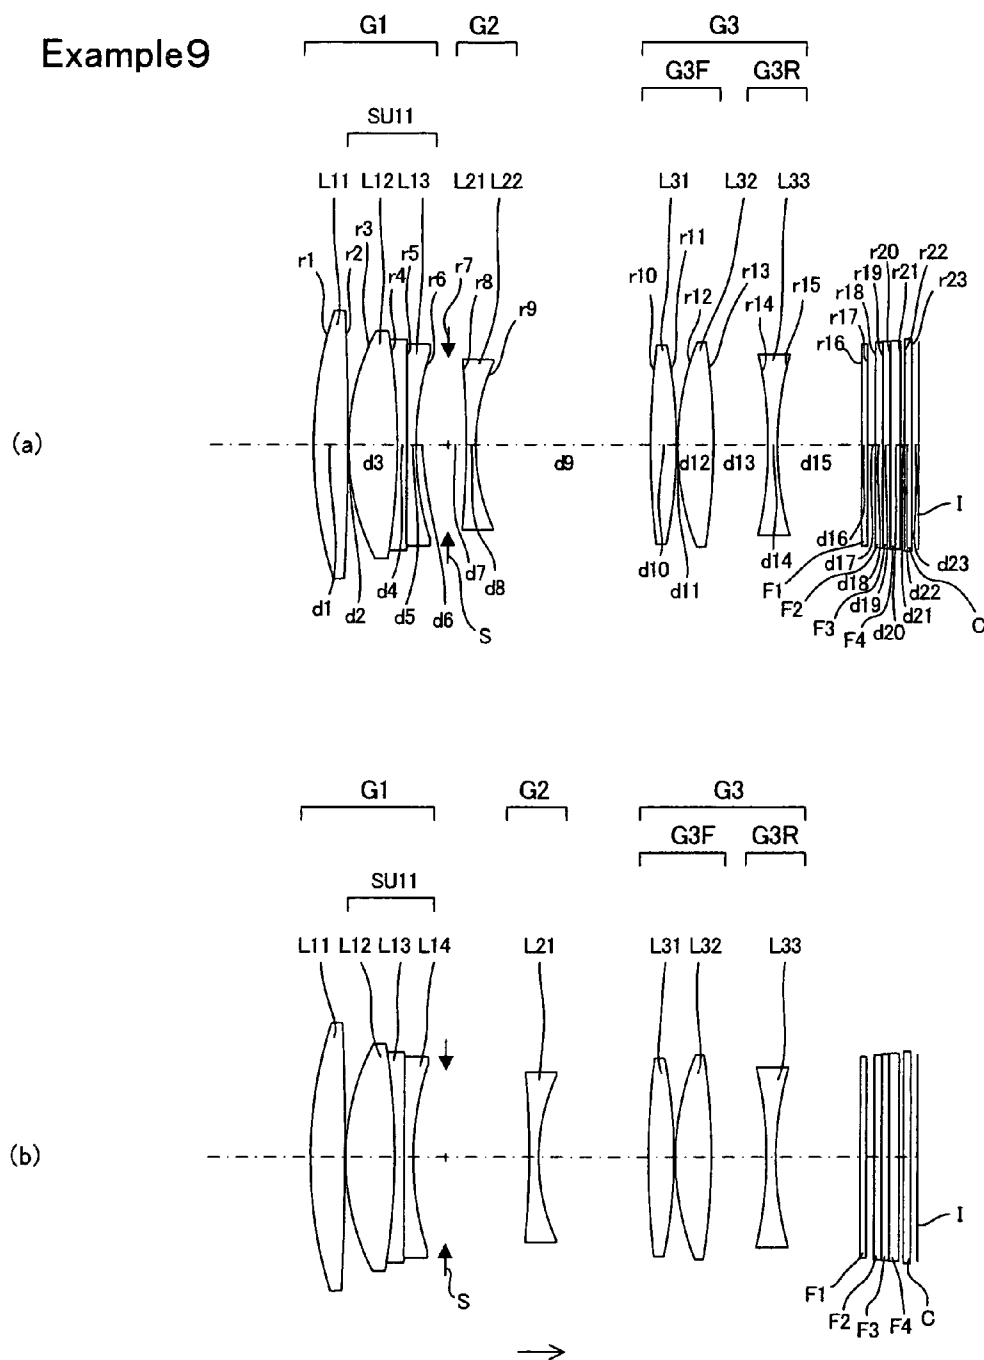 Example9
G1 G2 G3
G3F G3R
SU11
L11 L12 L13 L21 L22 L31 L32 L33
r1 r2 r3 r4 r5 r6 r7 r8 r9 r10 r11 r12 r13 r14 r15 r16 r17 r18 r19 r20 r21 r22 r23
(a)
d3 d9 d12 d13 d15
I
d1 d2 d4 d5 d6 d7 d8 d10 d11 d14 d16 d17 d18 d19 d20 d21 d22 d23
S F1 F2 F3 F4 C
G1 G2 G3
G3F G3R
SU11
L11 L12 L13 L14 L21 L31 L32 L33
(b)
I
S F1 F2 F3 F4 C